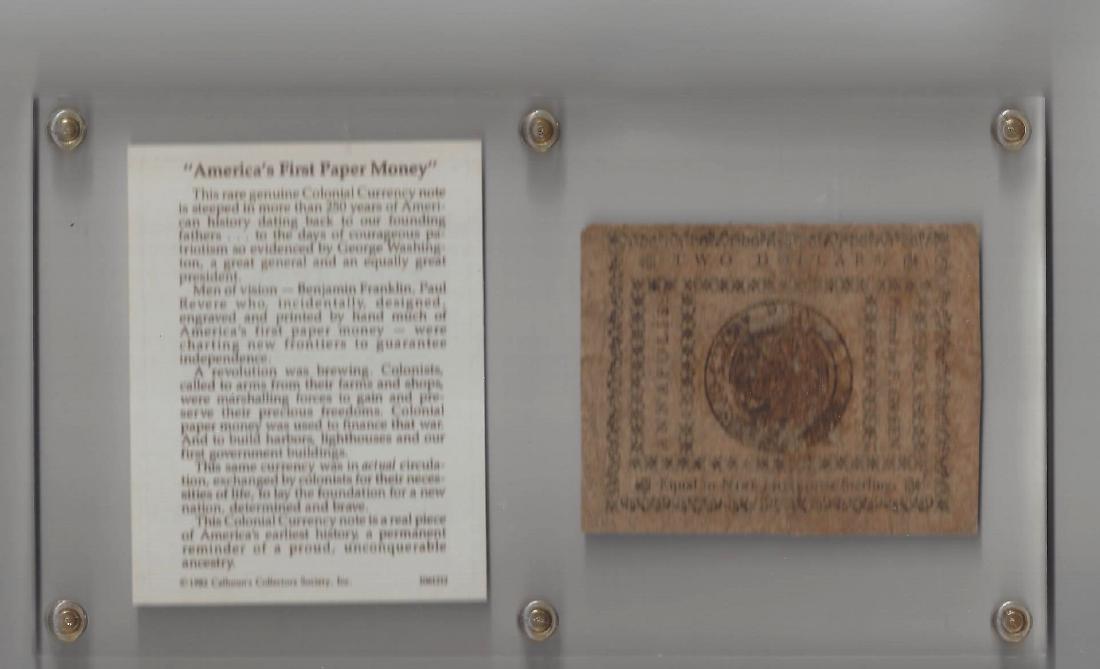 "America's First Paper Money"
This rare genuine Colonial Currency note
is steeped in more than 250 years of Ameri-
can history dating back to our founding
fathers . . . to the days of courageous pa-
triotism so evidenced by George Washing-
ton, a great general and an equally great
president.
Men of vision — Benjamin Franklin, Paul
Revere who, incidentally, designed,
engraved and printed by hand much of
America's first paper money — were
charting new frontiers to guarantee
independence.
A revolution was brewing. Colonists,
called to arms from their farms and shops,
were marshalling forces to gain and pre-
serve their precious freedoms. Colonial
paper money was used to finance that war.
And to build harbors, lighthouses and our
first government buildings.
This same currency was in actual circula-
tion, exchanged by colonists for their neces-
sities of life, to lay the foundation for a new
nation, determined and brave.
This Colonial Currency note is a real piece
of America's earliest history, a permanent
reminder of a proud, unconquerable
ancestry.
© 1982 Calhoun's Collectors Society, Inc.
TWO DOLLARS
ANNAPOLIS
Equal to Sterling